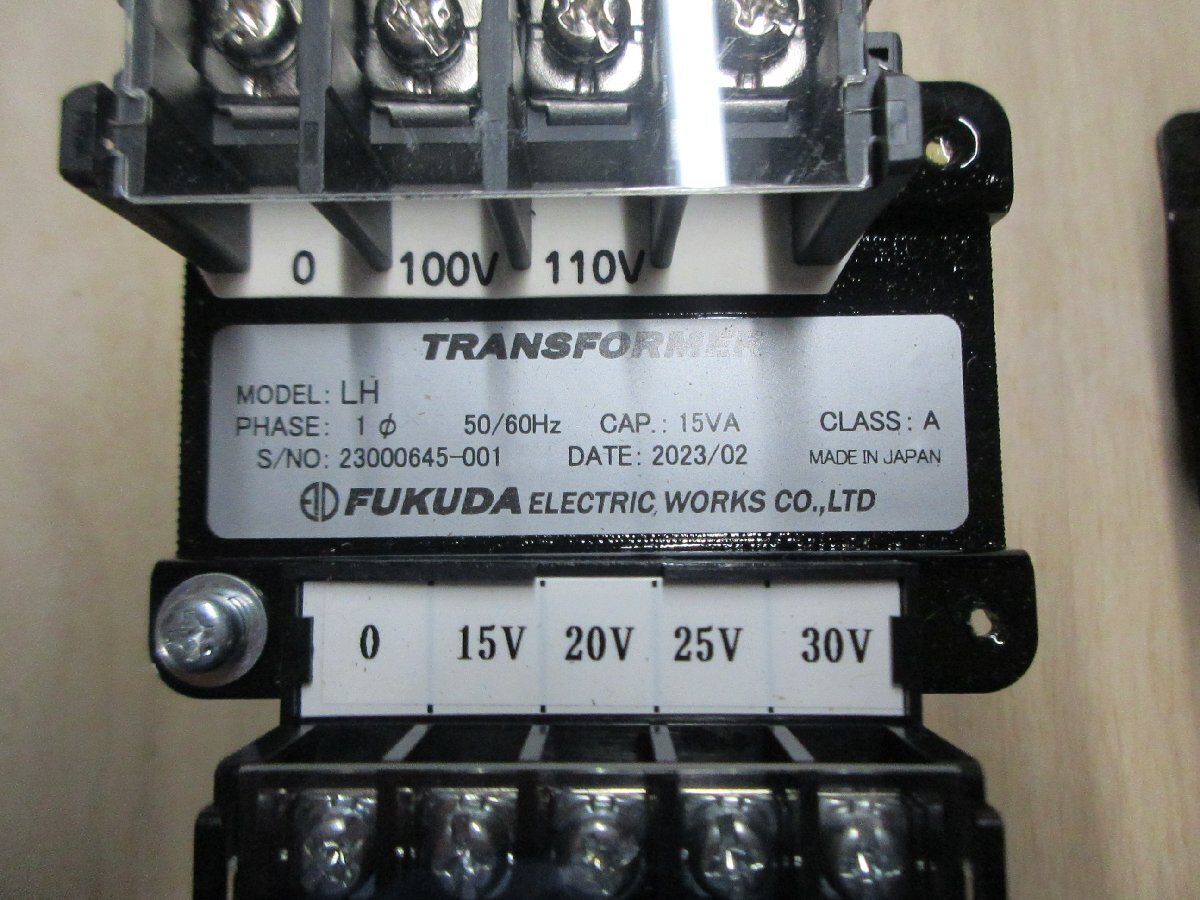 0 100V 110V
TRANSFORMER
MODEL: LH
PHASE: 1 φ 50/60Hz CAP.: 15VA CLASS: A
S/NO: 23000645-001 DATE: 2023/02 MADE IN JAPAN
FUKUDA ELECTRIC WORKS CO.,LTD
0 15V 20V 25V 30V